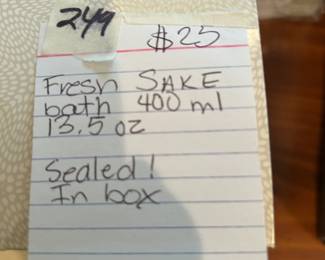 249
$25
Fresh SAKE
bath 400 ml
13.5 oz
Sealed!
In box